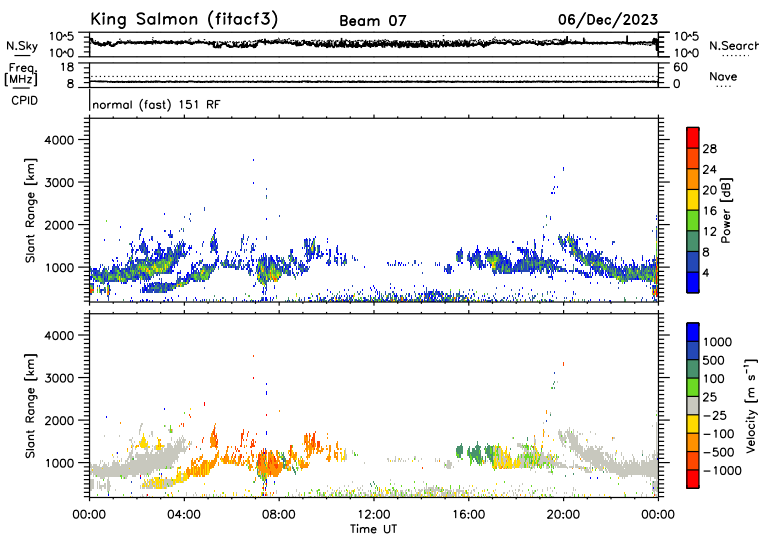 King Salmon (fitacf3) Beam 07 06/Dec/2023
N.Sky 10^5 10^0 10^5 10^0 N.Search
Freq. [MHz] 18 8 60 0 Nave
CPID normal (fast) 151 RF
Slant Range [km] 4000 3000 2000 1000
Power [dB] 28 24 20 16 12 8 4
Slant Range [km] 4000 3000 2000 1000
Velocity [m s⁻¹] 1000 500 100 25 −25 −100 −500 −1000
00:00 04:00 08:00 12:00 16:00 20:00 00:00
Time UT